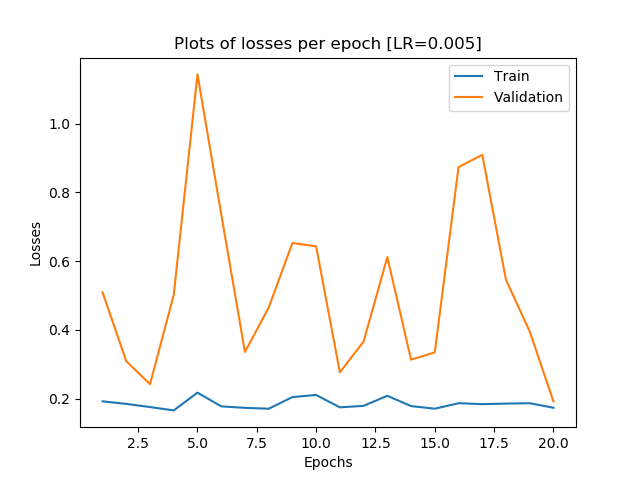 Plots of losses per epoch [LR=0.005]
Train
Validation
1.0
0.8
0.6
0.4
0.2
Losses
2.5 5.0 7.5 10.0 12.5 15.0 17.5 20.0
Epochs